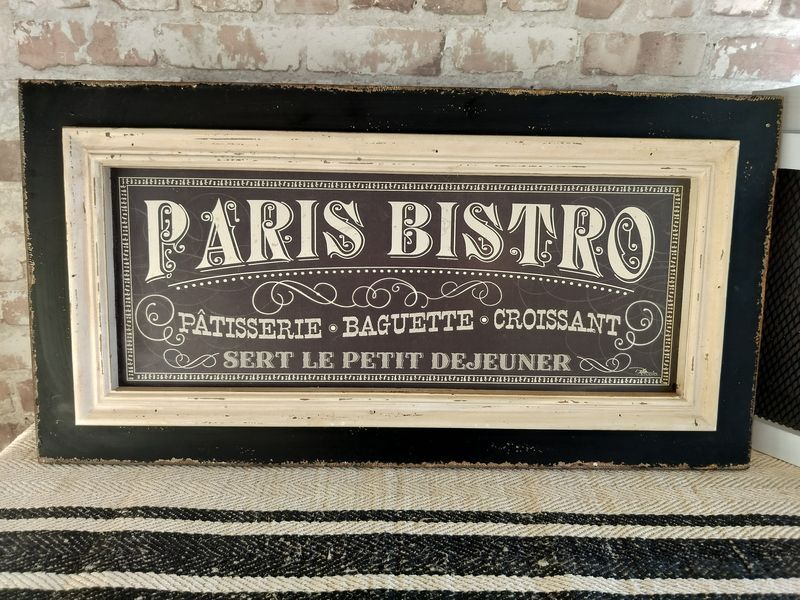 PARIS BISTRO
PÂTISSERIE • BAGUETTE • CROISSANT
SERT LE PETIT DEJEUNER